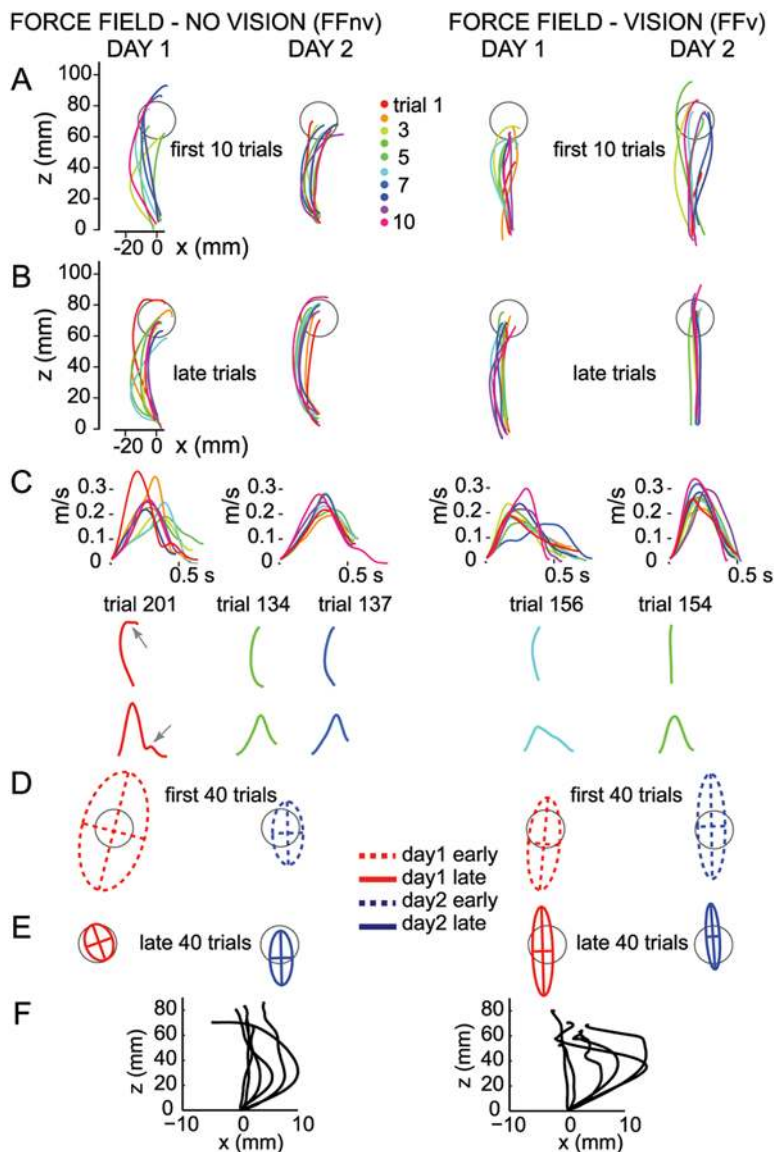 FORCE FIELD - NO VISION (FFnv)
FORCE FIELD - VISION (FFv)
DAY 1
DAY 2
DAY 1
DAY 2
A
100
80
60
40
20
0
z (mm)
first 10 trials
trial 1
3
5
7
10
first 10 trials
-20 0
x (mm)
B
100
80
60
40
20
0
z (mm)
late trials
late trials
-20 0
x (mm)
C
m/s
0.3
0.2
0.1
0
0.5 s
0.3
0.2
0.1
0
0.5 s
m/s
0.3
0.2
0.1
0
0.5 s
0.3
0.2
0.1
0
0.5 s
trial 201
trial 134
trial 137
trial 156
trial 154
D
first 40 trials
first 40 trials
day1 early
day1 late
day2 early
day2 late
E
late 40 trials
late 40 trials
F
80
60
40
20
0
z (mm)
−10 0 10
x (mm)
80
60
40
20
0
z (mm)
−10 0 10
x (mm)